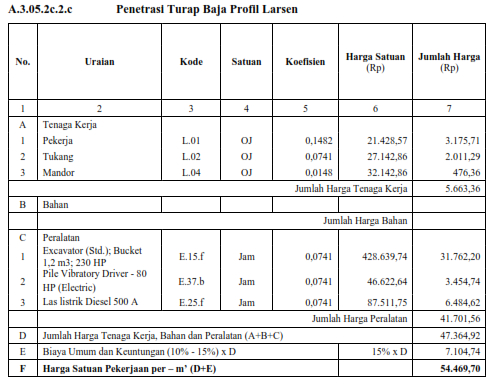 A.3.05.2c.2.c Penetrasi Turap Baja Profil Larsen
No. Uraian Kode Satuan Koefisien Harga Satuan (Rp) Jumlah Harga (Rp)
1 2 3 4 5 6 7
A Tenaga Kerja
1 Pekerja L.01 OJ 0,1482 21.428,57 3.175,71
2 Tukang L.02 OJ 0,0741 27.142,86 2.011,29
3 Mandor L.04 OJ 0,0148 32.142,86 476,36
Jumlah Harga Tenaga Kerja 5.663,36
B Bahan
Jumlah Harga Bahan
C Peralatan
1 Excavator (Std.); Bucket 1,2 m3; 230 HP E.15.f Jam 0,0741 428.639,74 31.762,20
2 Pile Vibratory Driver - 80 HP (Electric) E.37.b Jam 0,0741 46.622,64 3.454,74
3 Las listrik Diesel 500 A E.25.f Jam 0,0741 87.511,75 6.484,62
Jumlah Harga Peralatan 41.701,56
D Jumlah Harga Tenaga Kerja, Bahan dan Peralatan (A+B+C) 47.364,92
E Biaya Umum dan Keuntungan (10% - 15%) x D 15% x D 7.104,74
F Harga Satuan Pekerjaan per – m' (D+E) 54.469,70